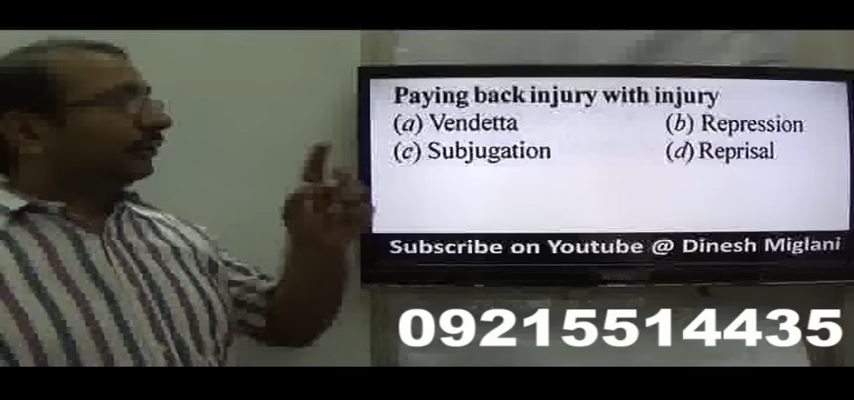 Paying back injury with injury
(a) Vendetta (b) Repression
(c) Subjugation (d) Reprisal
Subscribe on Youtube @ Dinesh Miglani
09215514435